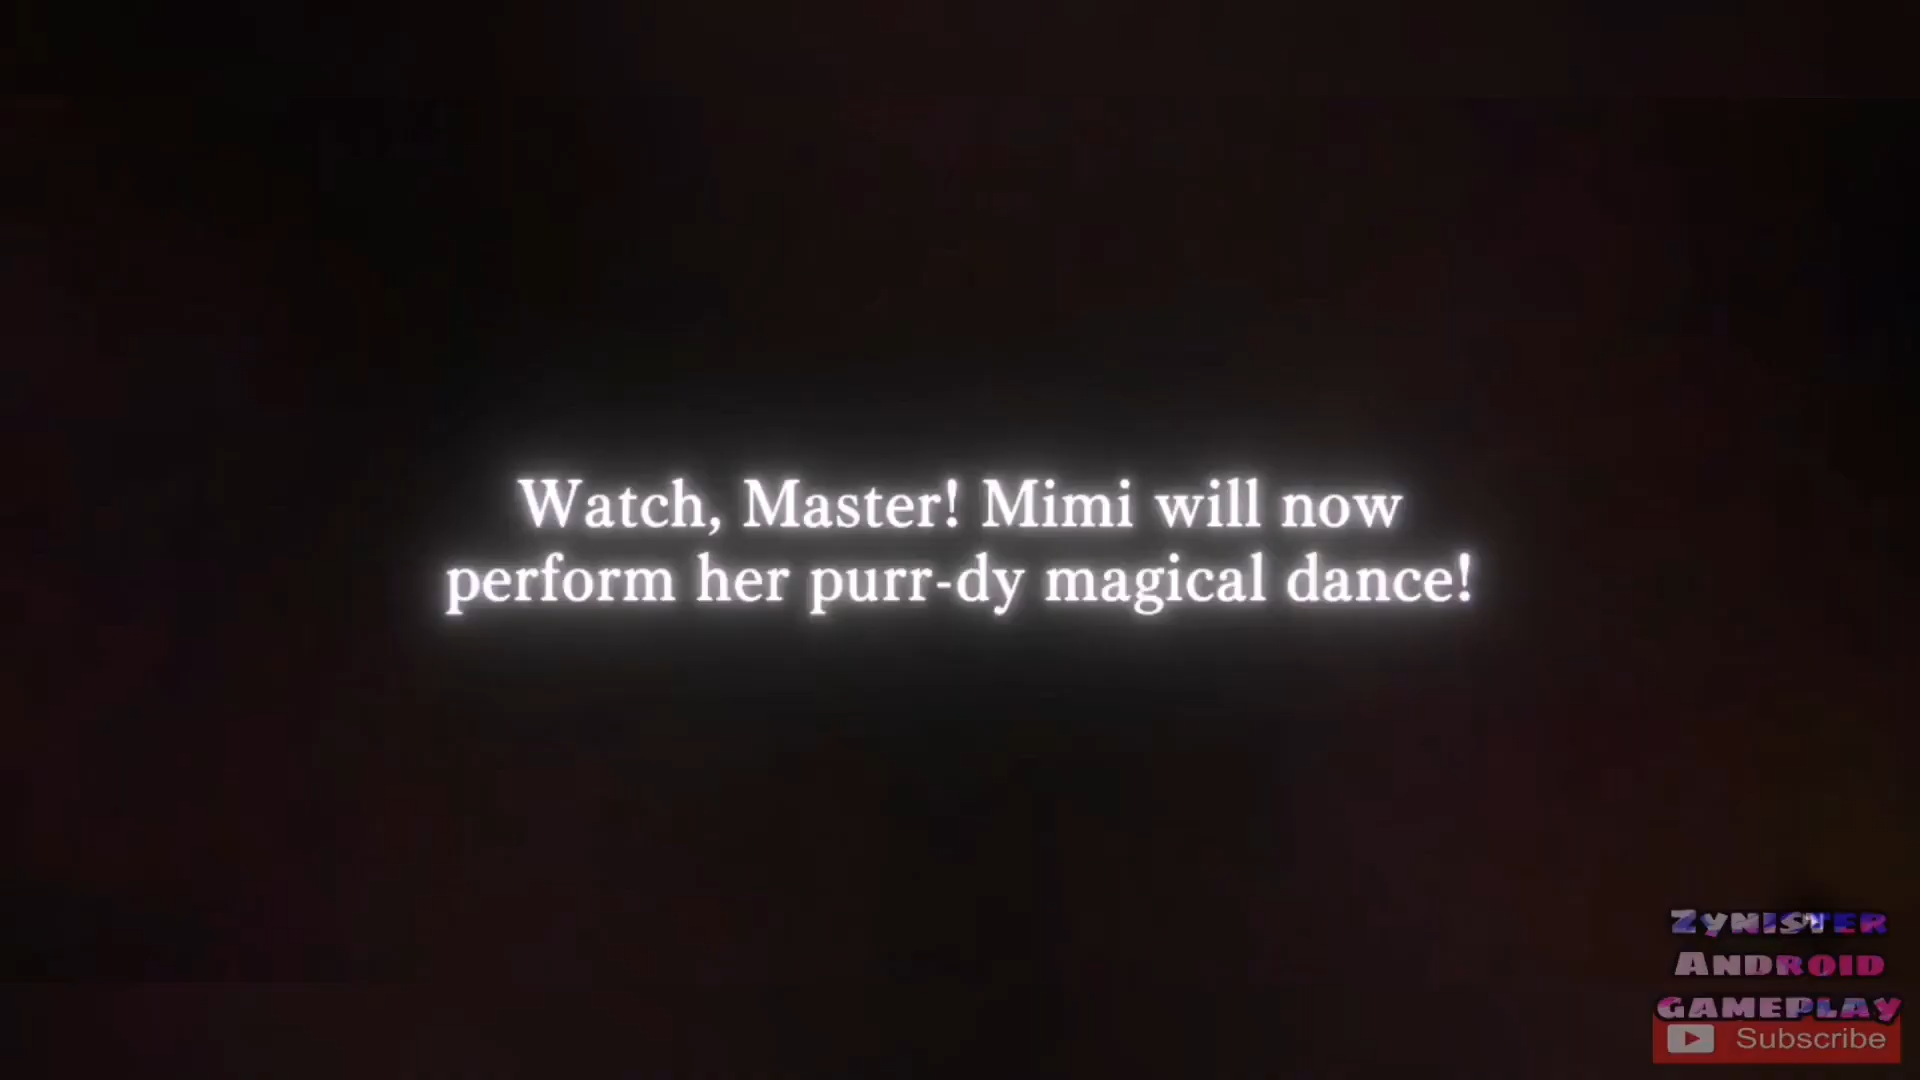 Watch, Master! Mimi will now
perform her purr-dy magical dance!
Zynister
Android
Gameplay
Subscribe